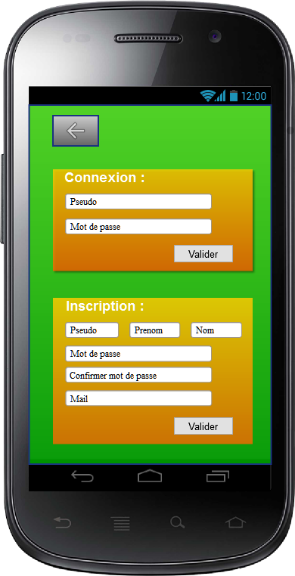 12:00
Connexion :
Pseudo
Mot de passe
Valider
Inscription :
Pseudo Prenom Nom
Mot de passe
Confirmer mot de passe
Mail
Valider